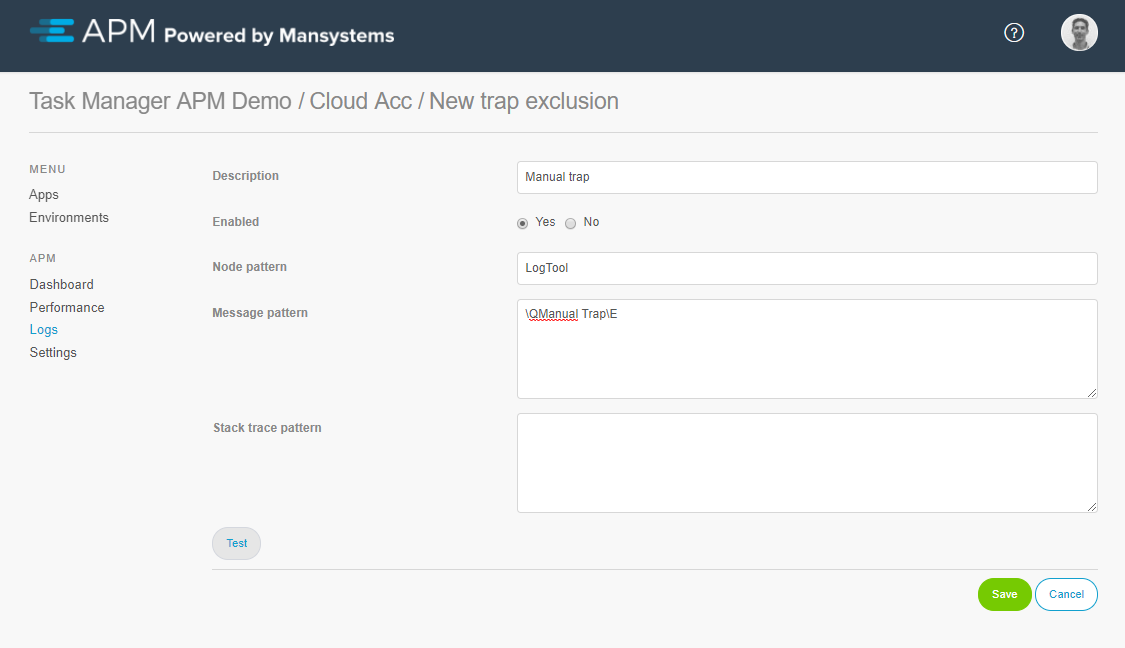 APM Powered by Mansystems
?
Task Manager APM Demo / Cloud Acc / New trap exclusion
MENU
Apps
Environments
APM
Dashboard
Performance
Logs
Settings
Description
Manual trap
Enabled
Yes No
Node pattern
LogTool
Message pattern
\QManual Trap\E
Stack trace pattern
Test
Save Cancel